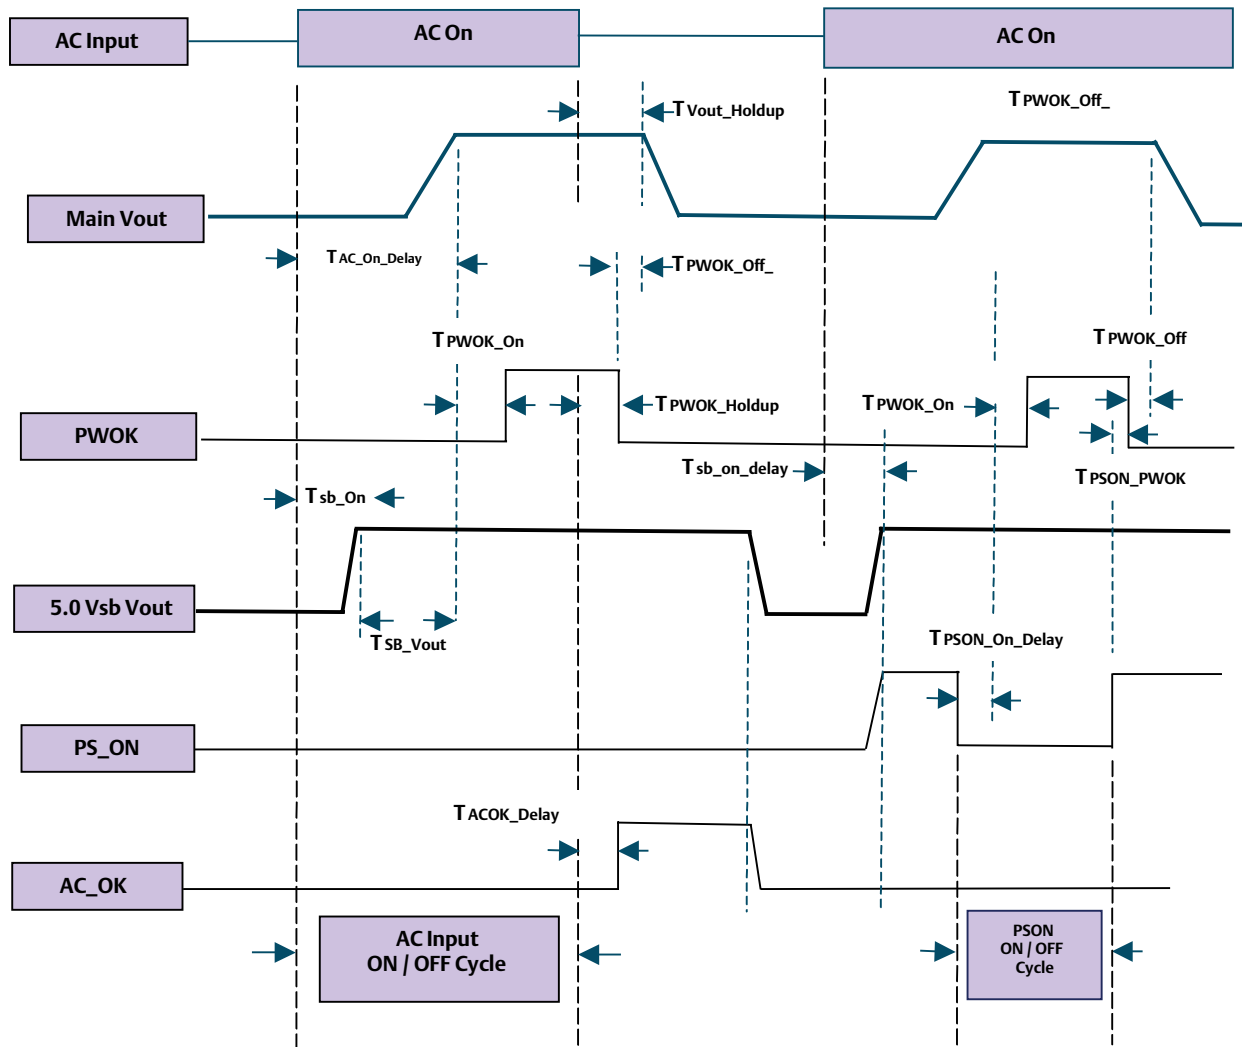 AC Input
AC On
AC On
T Vout_Holdup
T PWOK_Off_
Main Vout
T AC_On_Delay
T PWOK_Off_
T PWOK_On
T PWOK_Off
T PWOK_Holdup
T PWOK_On
PWOK
T sb_on_delay
T PSON_PWOK
T sb_On
5.0 Vsb Vout
T SB_Vout
T PSON_On_Delay
PS_ON
T ACOK_Delay
AC_OK
AC Input
ON / OFF Cycle
PSON
ON / OFF
Cycle